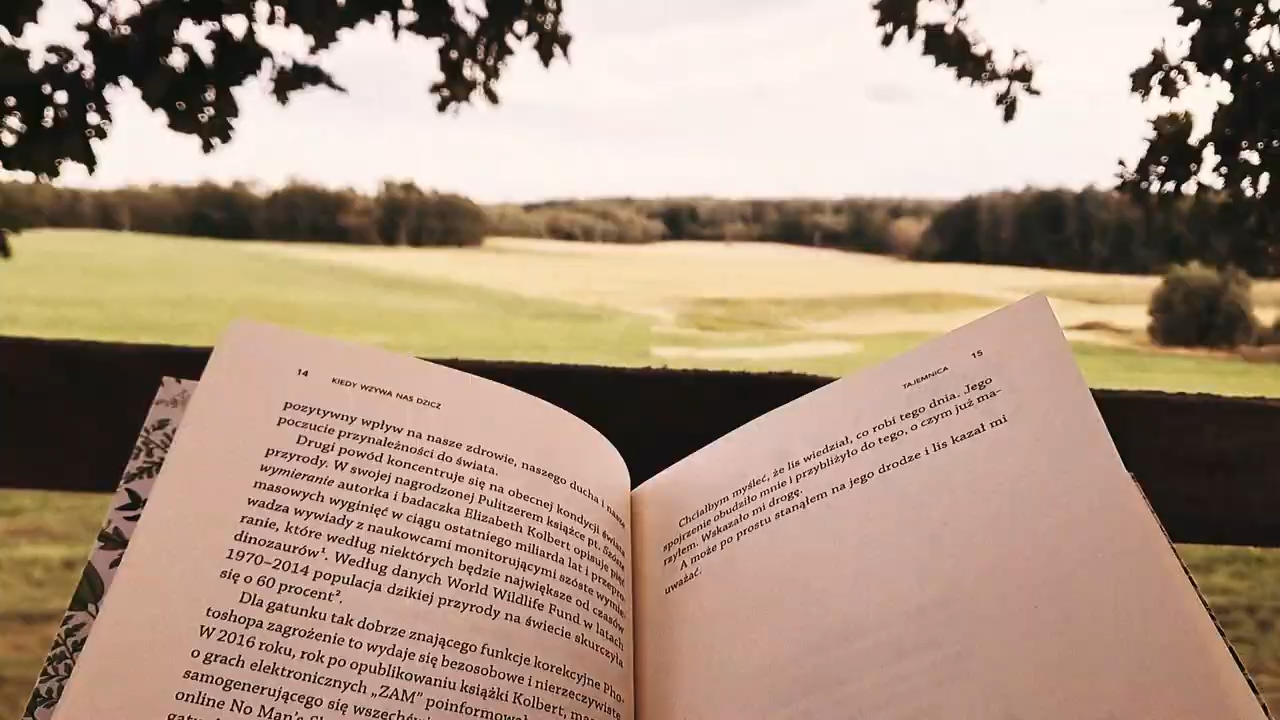 14 KIEDY WZYWA NAS DZICZ
pozytywny wpływ na nasze zdrowie, naszego ducha i nasze
poczucie przynależności do świata.
Drugi powód koncentruje się na obecnej kondycji świata
przyrody. W swojej nagrodzonej Pulitzerem książce pt. Szóste
wymieranie autorka i badaczka Elizabeth Kolbert opisuje pięć
masowych wyginięć w ciągu ostatniego miliarda lat i przepro-
wadza wywiady z naukowcami monitorującymi szóste wymie-
ranie, które według niektórych będzie największe od czasów
dinozaurów¹. Według danych World Wildlife Fund w latach
1970–2014 populacja dzikiej przyrody na świecie skurczyła
się o 60 procent².
Dla gatunku tak dobrze znającego funkcje korekcyjne Pho-
toshopa zagrożenie to wydaje się bezosobowe i nierzeczywiste.
W 2016 roku, rok po opublikowaniu książki Kolbert,
o grach elektronicznych „ZAM”
samogenerującego się
online No Man's
TAJEMNICA 15
Chciałbym myśleć, że lis wiedział, co robi tego dnia. Jego
spojrzenie obudziło mnie i przybliżyło do tego, o czym już ma-
rzyłem. Wskazało mi drogę.
A może po prostu stanąłem na jego drodze i lis kazał mi
uważać.